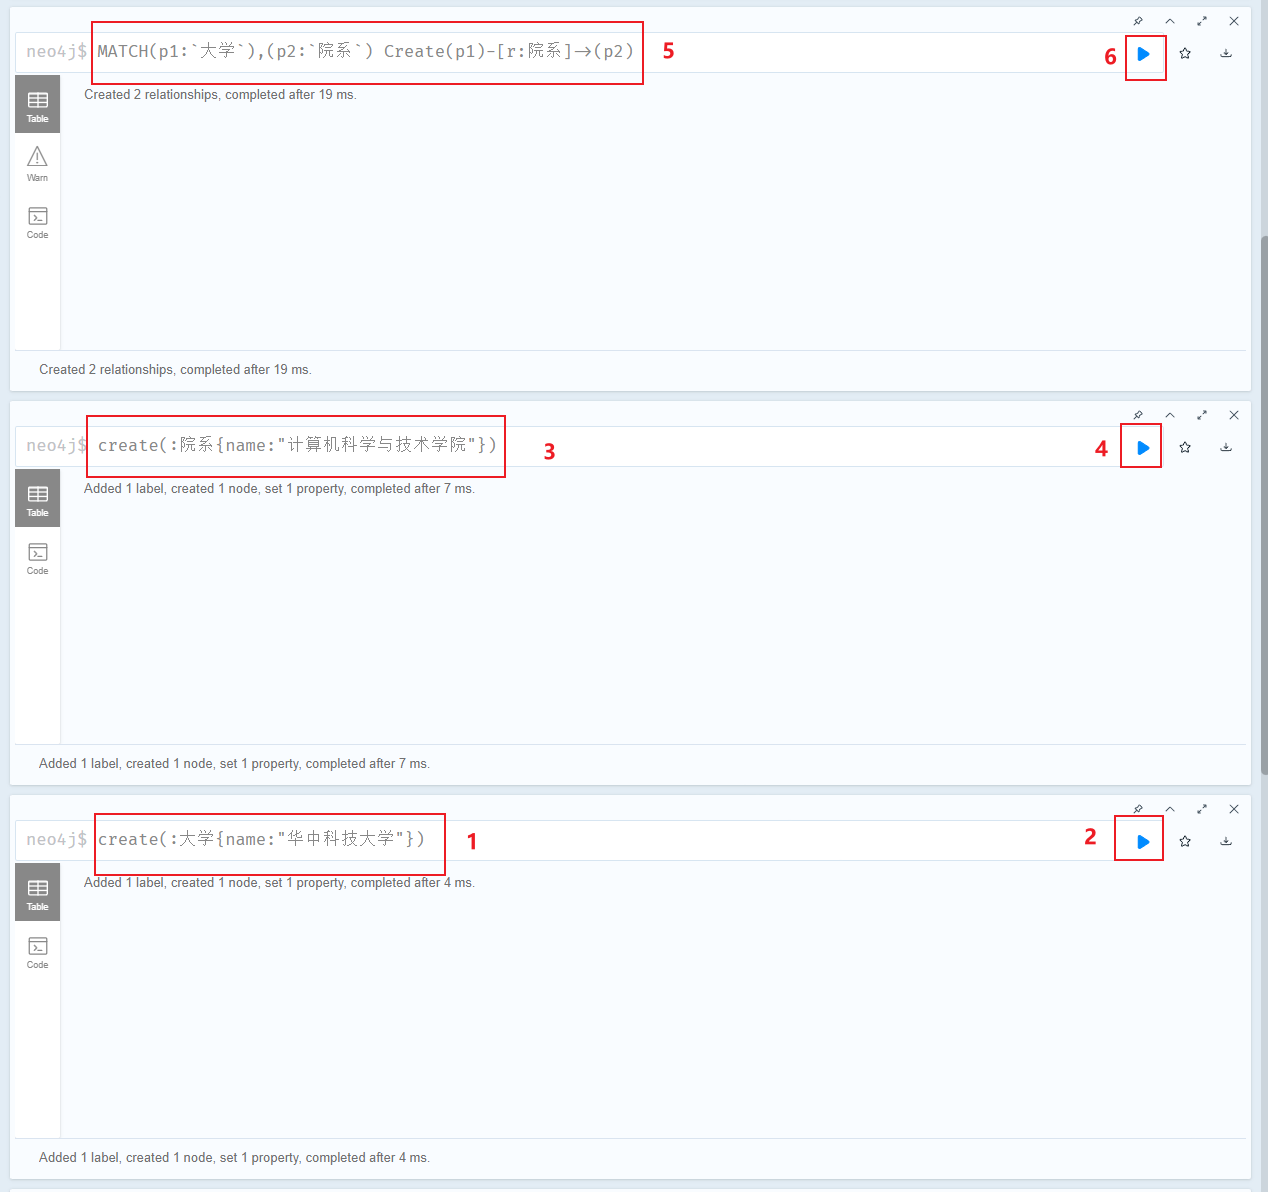 neo4j$ MATCH(p1:`大学`),(p2:`院系`) Create(p1)-[r:院系]->(p2) 5 6
Table
Created 2 relationships, completed after 19 ms.
Warn
Code
Created 2 relationships, completed after 19 ms.
neo4j$ create(:院系{name:"计算机科学与技术学院"}) 3 4
Table
Added 1 label, created 1 node, set 1 property, completed after 7 ms.
Code
Added 1 label, created 1 node, set 1 property, completed after 7 ms.
neo4j$ create(:大学{name:"华中科技大学"}) 1 2
Table
Added 1 label, created 1 node, set 1 property, completed after 4 ms.
Code
Added 1 label, created 1 node, set 1 property, completed after 4 ms.